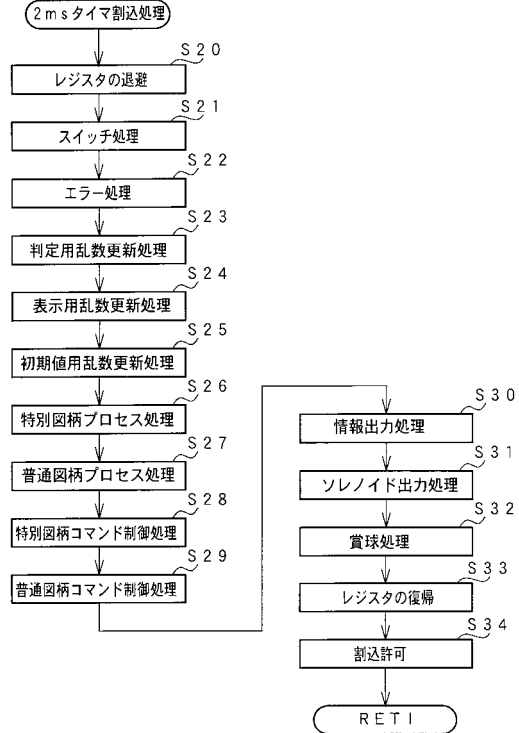 2msタイマ割込処理
S20
レジスタの退避
S21
スイッチ処理
S22
エラー処理
S23
判定用乱数更新処理
S24
表示用乱数更新処理
S25
初期値用乱数更新処理
S26
特別図柄プロセス処理
S27
普通図柄プロセス処理
S28
特別図柄コマンド制御処理
S29
普通図柄コマンド制御処理
S30
情報出力処理
S31
ソレノイド出力処理
S32
賞球処理
S33
レジスタの復帰
S34
割込許可
RETI